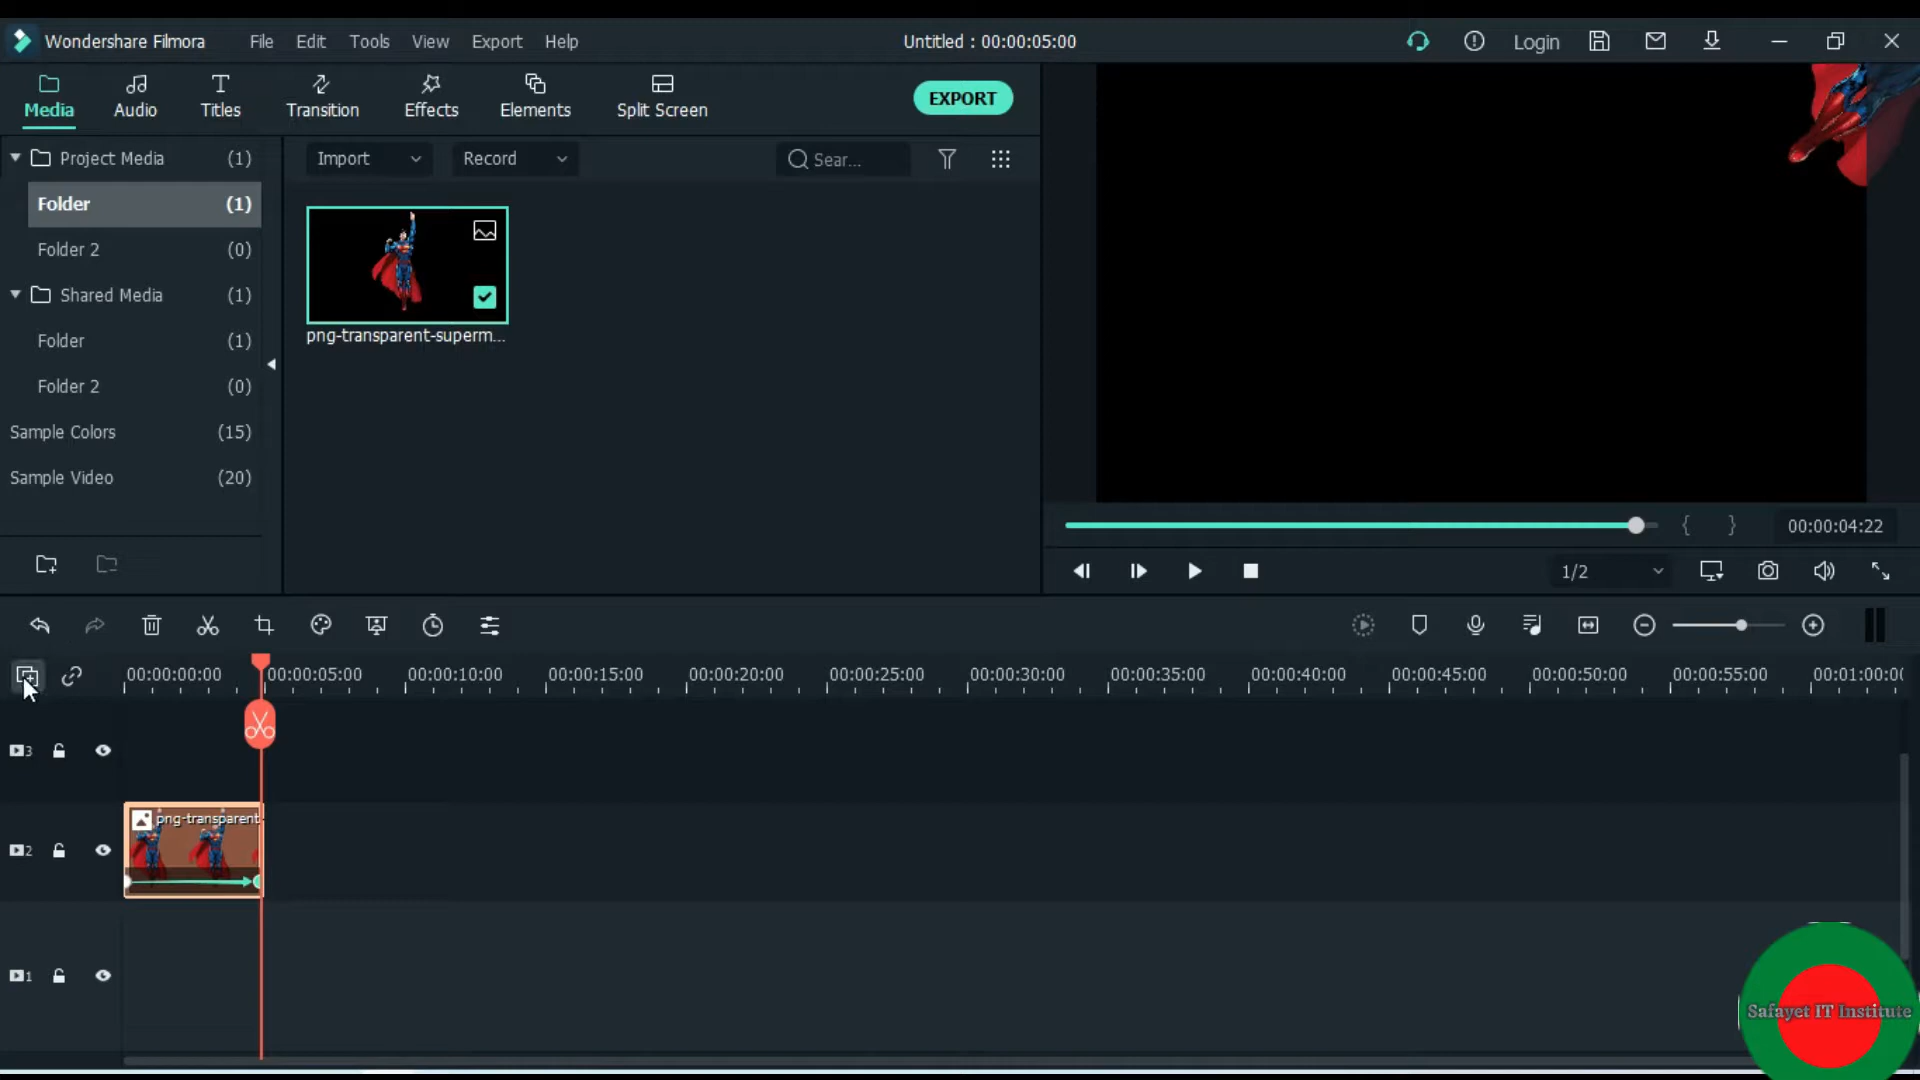 Wondershare Filmora File Edit Tools View Export Help Untitled : 00:00:05:00 Login
Media Audio Titles Transition Effects Elements Split Screen EXPORT
Project Media (1)
Folder (1)
Folder 2 (0)
Shared Media (1)
Folder (1)
Folder 2 (0)
Sample Colors (15)
Sample Video (20)
Import Record Sear...
png-transparent-superm...
{ } 00:00:04:22
1/2
00:00:00:00 00:00:05:00 00:00:10:00 00:00:15:00 00:00:20:00 00:00:25:00 00:00:30:00 00:00:35:00 00:00:40:00 00:00:45:00 00:00:50:00 00:00:55:00 00:01:00:0
3
png-transparent-
2
1
Safayet IT Institute